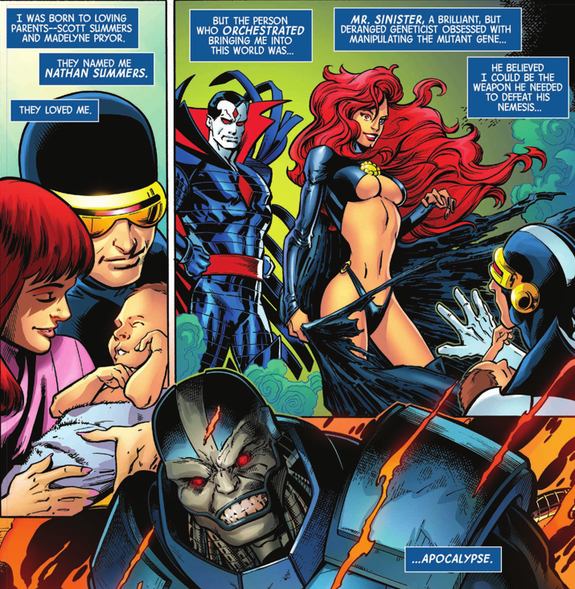 I WAS BORN TO LOVING
PARENTS--SCOTT SUMMERS
AND MADELYNE PRYOR.
THEY NAMED ME
NATHAN SUMMERS.
THEY LOVED ME.
BUT THE PERSON
WHO ORCHESTRATED
BRINGING ME INTO
THIS WORLD WAS...
MR. SINISTER, A BRILLIANT, BUT
DERANGED GENETICIST OBSESSED WITH
MANIPULATING THE MUTANT GENE...
HE BELIEVED
I COULD BE THE
WEAPON HE NEEDED
TO DEFEAT HIS
NEMESIS...
...APOCALYPSE.